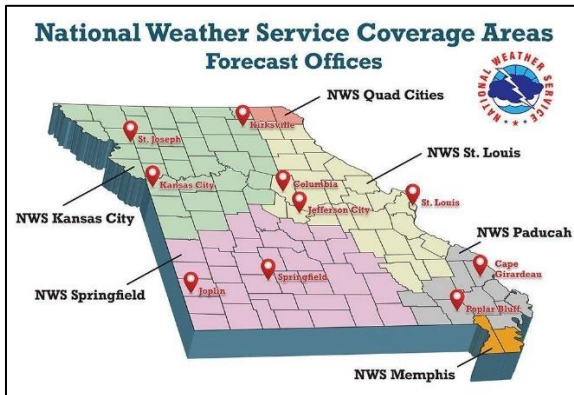 National Weather Service Coverage Areas
Forecast Offices
NATIONAL WEATHER SERVICE
NWS Quad Cities
Kirksville
St. Joseph
NWS St. Louis
Kansas City
Columbia
Jefferson City
St. Louis
NWS Kansas City
NWS Paducah
Cape
Girardeau
NWS Springfield
Joplin
Springfield
Poplar Bluff
NWS Memphis